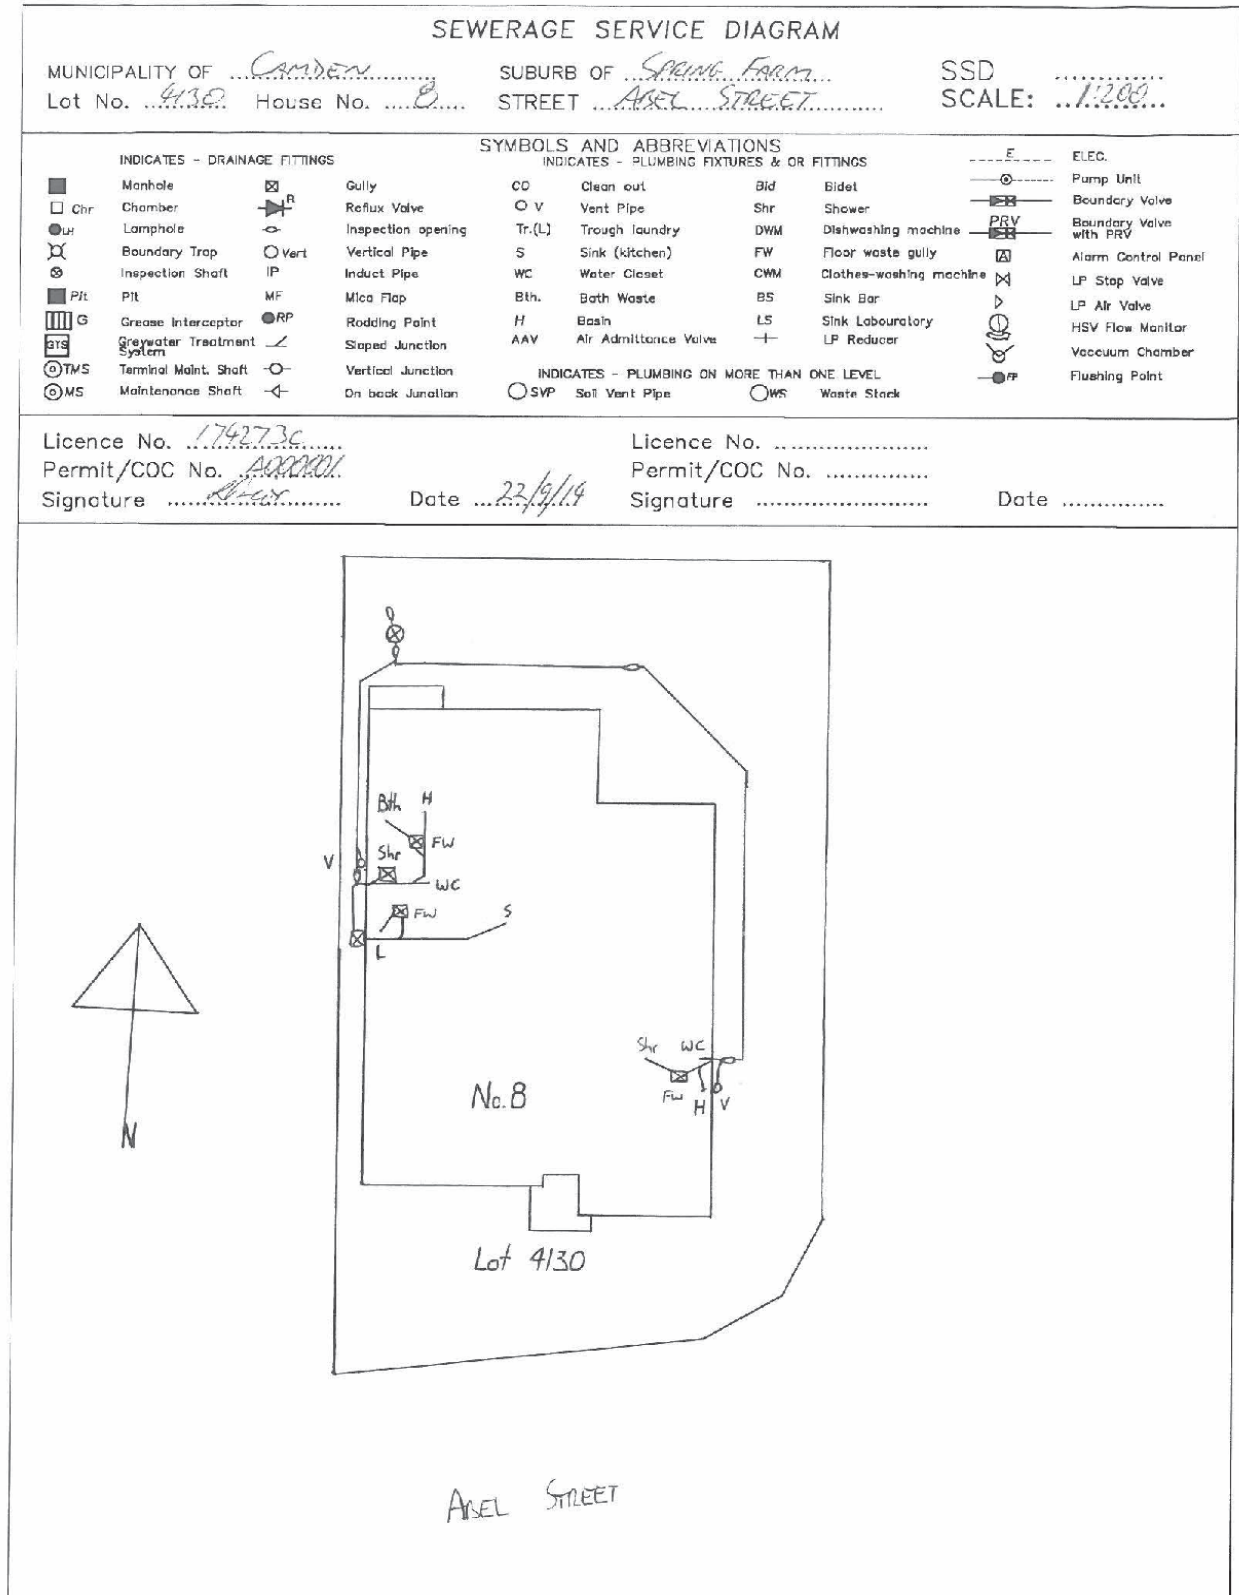 SEWERAGE SERVICE DIAGRAM
MUNICIPALITY OF ...CAMDEN... SUBURB OF ...SPRING FARM... SSD ............
Lot No. ..4130.. House No. ....8.... STREET ...ABEL STREET... SCALE: ..1:200..
SYMBOLS AND ABBREVIATIONS
INDICATES - DRAINAGE FITTINGS
Manhole
Chr Chamber
LH Lamphole
Boundary Trap
Inspection Shaft
Pit Pit
G Grease Interceptor
GTS Greywater Treatment System
TMS Terminal Maint. Shaft
MS Maintenance Shaft
Gully
R Reflux Valve
Inspection opening
Vert Vertical Pipe
IP Induct Pipe
MF Mica Flap
RP Rodding Point
Sloped Junction
Vertical Junction
On back Junction
INDICATES - PLUMBING FIXTURES & OR FITTINGS
CO Clean out
V Vent Pipe
Tr.(L) Trough laundry
S Sink (kitchen)
WC Water Closet
Bth. Bath Waste
H Basin
AAV Air Admittance Valve
Bid Bidet
Shr Shower
DWM Dishwashing machine
FW Floor waste gully
CWM Clothes-washing machine
BS Sink Bar
LS Sink Labouratory
LP Reducer
INDICATES - PLUMBING ON MORE THAN ONE LEVEL
SVP Soil Vent Pipe
WS Waste Stack
E ELEC.
Pump Unit
Boundary Valve
PRV Boundary Valve with PRV
A Alarm Control Panel
LP Stop Valve
LP Air Valve
HSV Flow Monitor
Vaccuum Chamber
FP Flushing Point
Licence No. ..174273C.. Licence No. ......................
Permit/COC No. ..A000001.. Permit/COC No. ...............
Signature Date ...22/9/14 Signature ......................... Date ...............
Bth H
FW
Shr
V
WC
FW
S
L
Shr WC
FW H V
No. 8
N
Lot 4130
ABEL STREET